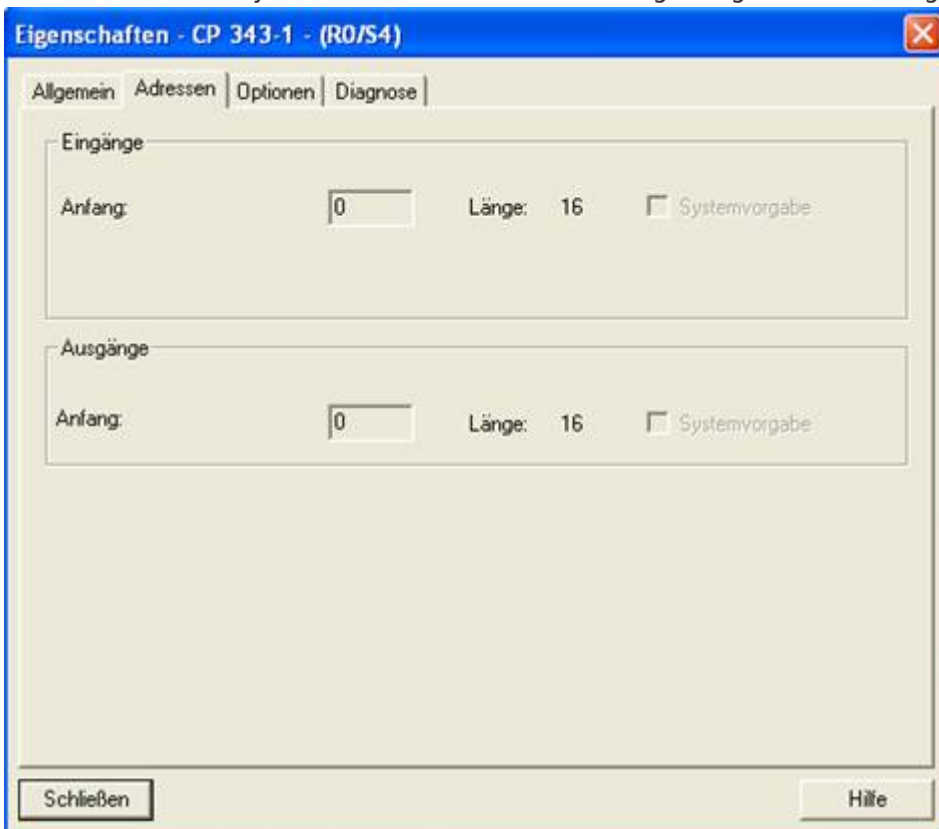 Eigenschaften - CP 343-1 - (R0/S4)
Allgemein Adressen Optionen Diagnose
Eingänge
Anfang: 0 Länge: 16 Systemvorgabe
Ausgänge
Anfang: 0 Länge: 16 Systemvorgabe
Schließen Hilfe